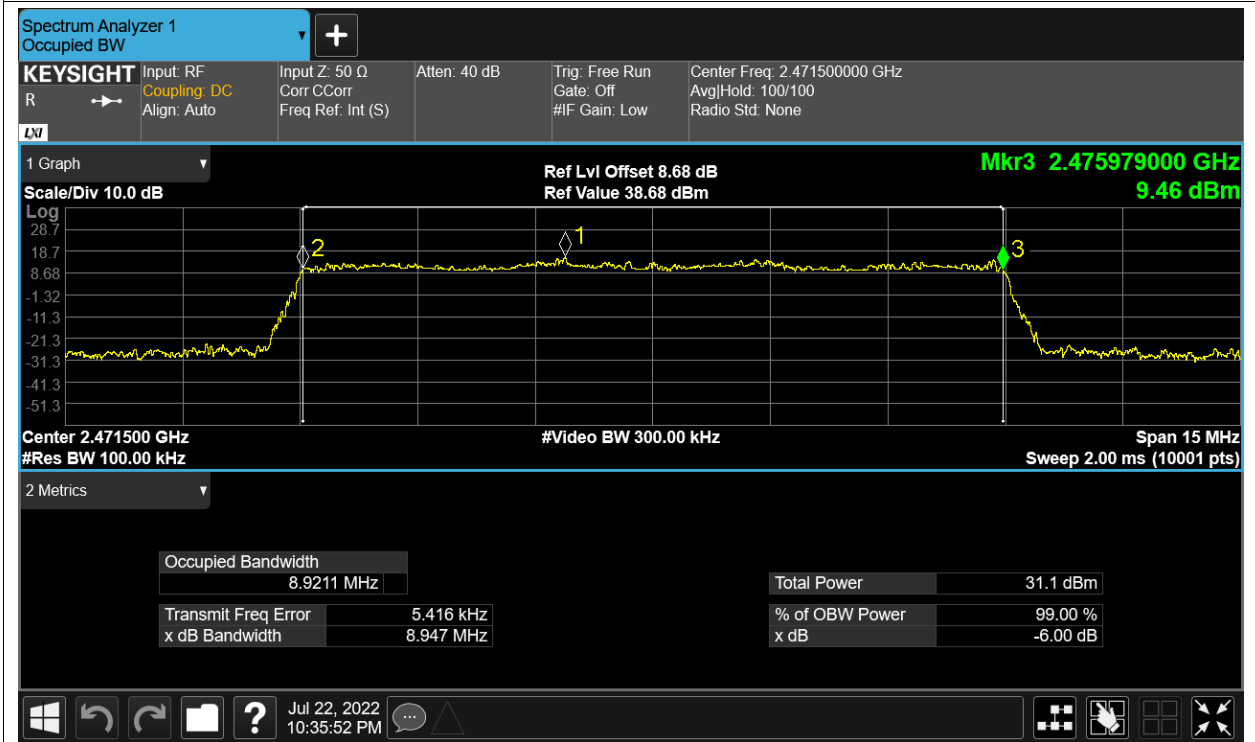 Spectrum Analyzer 1
Occupied BW
KEYSIGHT
R
LXI
Input: RF
Coupling: DC
Align: Auto
Input Z: 50 Ω
Corr CCorr
Freq Ref: Int (S)
Atten: 40 dB
Trig: Free Run
Gate: Off
#IF Gain: Low
Center Freq: 2.471500000 GHz
Avg|Hold: 100/100
Radio Std: None
1 Graph
Scale/Div 10.0 dB
Ref Lvl Offset 8.68 dB
Ref Value 38.68 dBm
Mkr3 2.475979000 GHz
9.46 dBm
Log
28.7
18.7
8.68
-1.32
-11.3
-21.3
-31.3
-41.3
-51.3
2
1
3
Center 2.471500 GHz
#Res BW 100.00 kHz
#Video BW 300.00 kHz
Span 15 MHz
Sweep 2.00 ms (10001 pts)
2 Metrics
Occupied Bandwidth
8.9211 MHz
Transmit Freq Error 5.416 kHz
x dB Bandwidth 8.947 MHz
Total Power 31.1 dBm
% of OBW Power 99.00 %
x dB -6.00 dB
?
Jul 22, 2022
10:35:52 PM